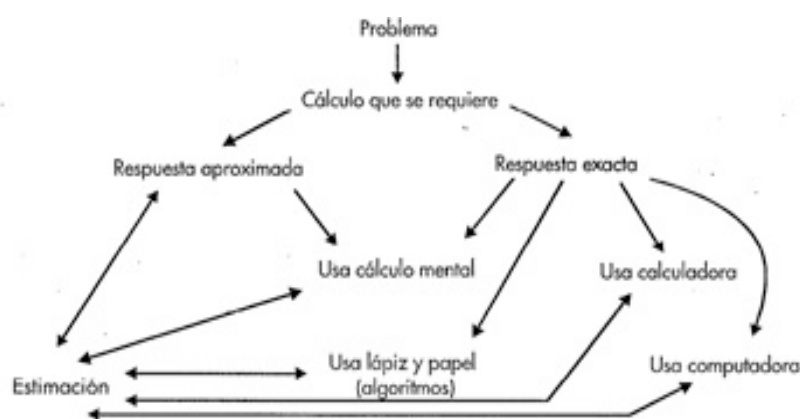 Problema
Cálculo que se requiere
Respuesta aproximada
Respuesta exacta
Usa cálculo mental
Usa calculadora
Usa lápiz y papel
(algoritmos)
Usa computadora
Estimación